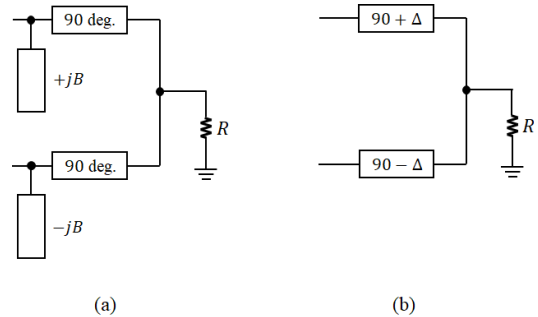 90 deg.
+jB
R
90 deg.
−jB
(a)
90 + Δ
R
90 − Δ
(b)